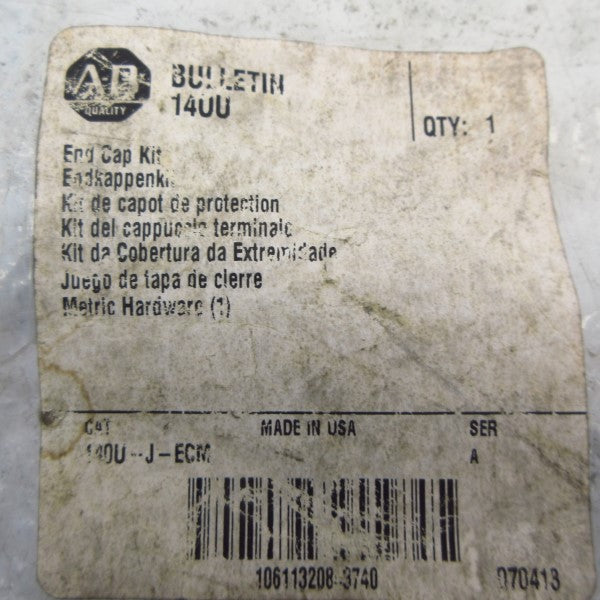 A-B
QUALITY
BULLETIN
140U
QTY: 1
End Cap Kit
Endkappenkit
Kit de capot de protection
Kit del cappuccio terminale
Kit da Cobertura da Extremidade
Juego de tapa de cierre
Metric Hardware (1)
CAT MADE IN USA SER
140U-J-ECM A
106113208-3740 070413